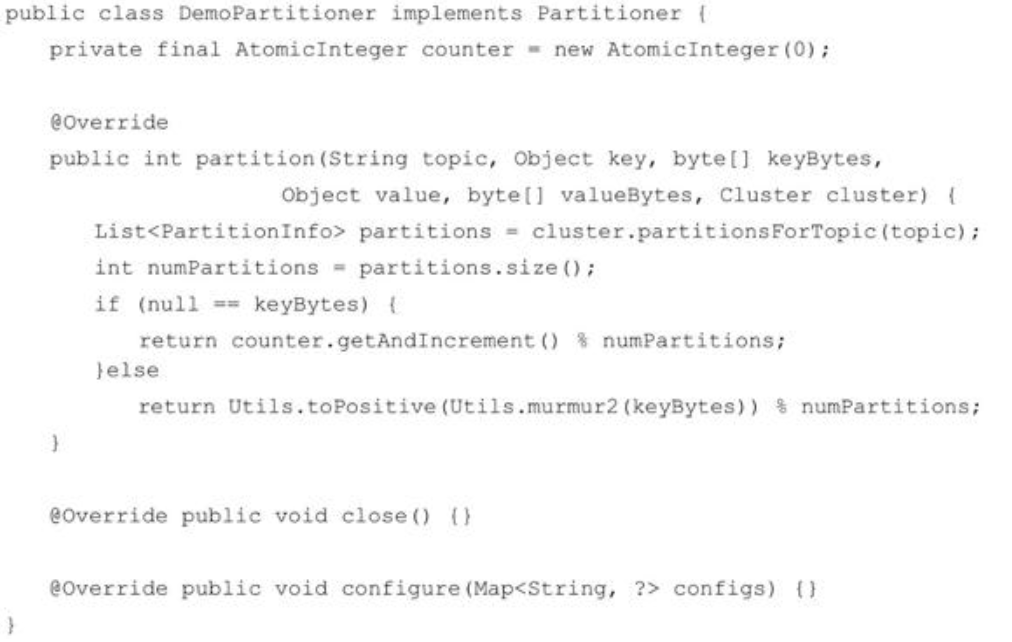 public class DemoPartitioner implements Partitioner {
    private final AtomicInteger counter = new AtomicInteger(0);

    @Override
    public int partition(String topic, Object key, byte[] keyBytes,
                         Object value, byte[] valueBytes, Cluster cluster) {
        List<PartitionInfo> partitions = cluster.partitionsForTopic(topic);
        int numPartitions = partitions.size();
        if (null == keyBytes) {
            return counter.getAndIncrement() % numPartitions;
        }else
            return Utils.toPositive(Utils.murmur2(keyBytes)) % numPartitions;
    }

    @Override public void close() {}

    @Override public void configure(Map<String, ?> configs) {}
}